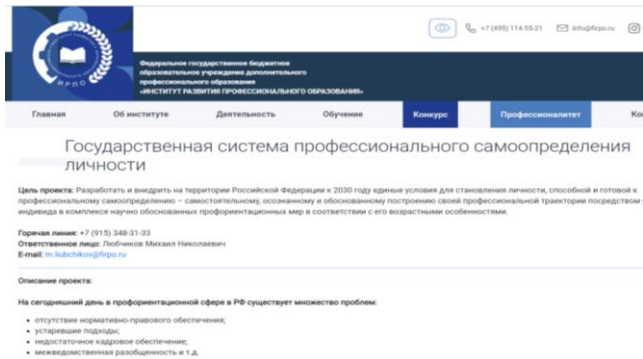 +7 (495) 114-55-21 info@firpo.ru
ИРПО
Федеральное государственное бюджетное
образовательное учреждение дополнительного
профессионального образования
«ИНСТИТУТ РАЗВИТИЯ ПРОФЕССИОНАЛЬНОГО ОБРАЗОВАНИЯ»
Главная Об институте Деятельность Обучение Конкурс Профессионалитет Ко
Государственная система профессионального самоопределения
личности
Цель проекта: Разработать и внедрить на территории Российской Федерации к 2030 году единые условия для становления личности, способной и готовой к
профессиональному самоопределению – самостоятельному, осознанному и обоснованному построению своей профессиональной траектории посредством
индивида в комплексе научно обоснованных профориентационных мер в соответствии с его возрастными особенностями.
Горячая линия: +7 (915) 348-31-33
Ответственное лицо: Любчиков Михаил Николаевич
E-mail: m.liubchikov@firpo.ru
Описание проекта:
На сегодняшний день в профориентационной сфере в РФ существует множество проблем:
• отсутствие нормативно-правового обеспечения;
• устаревшие подходы;
• недостаточное кадровое обеспечение;
• межведомственная разобщенность и т.д.